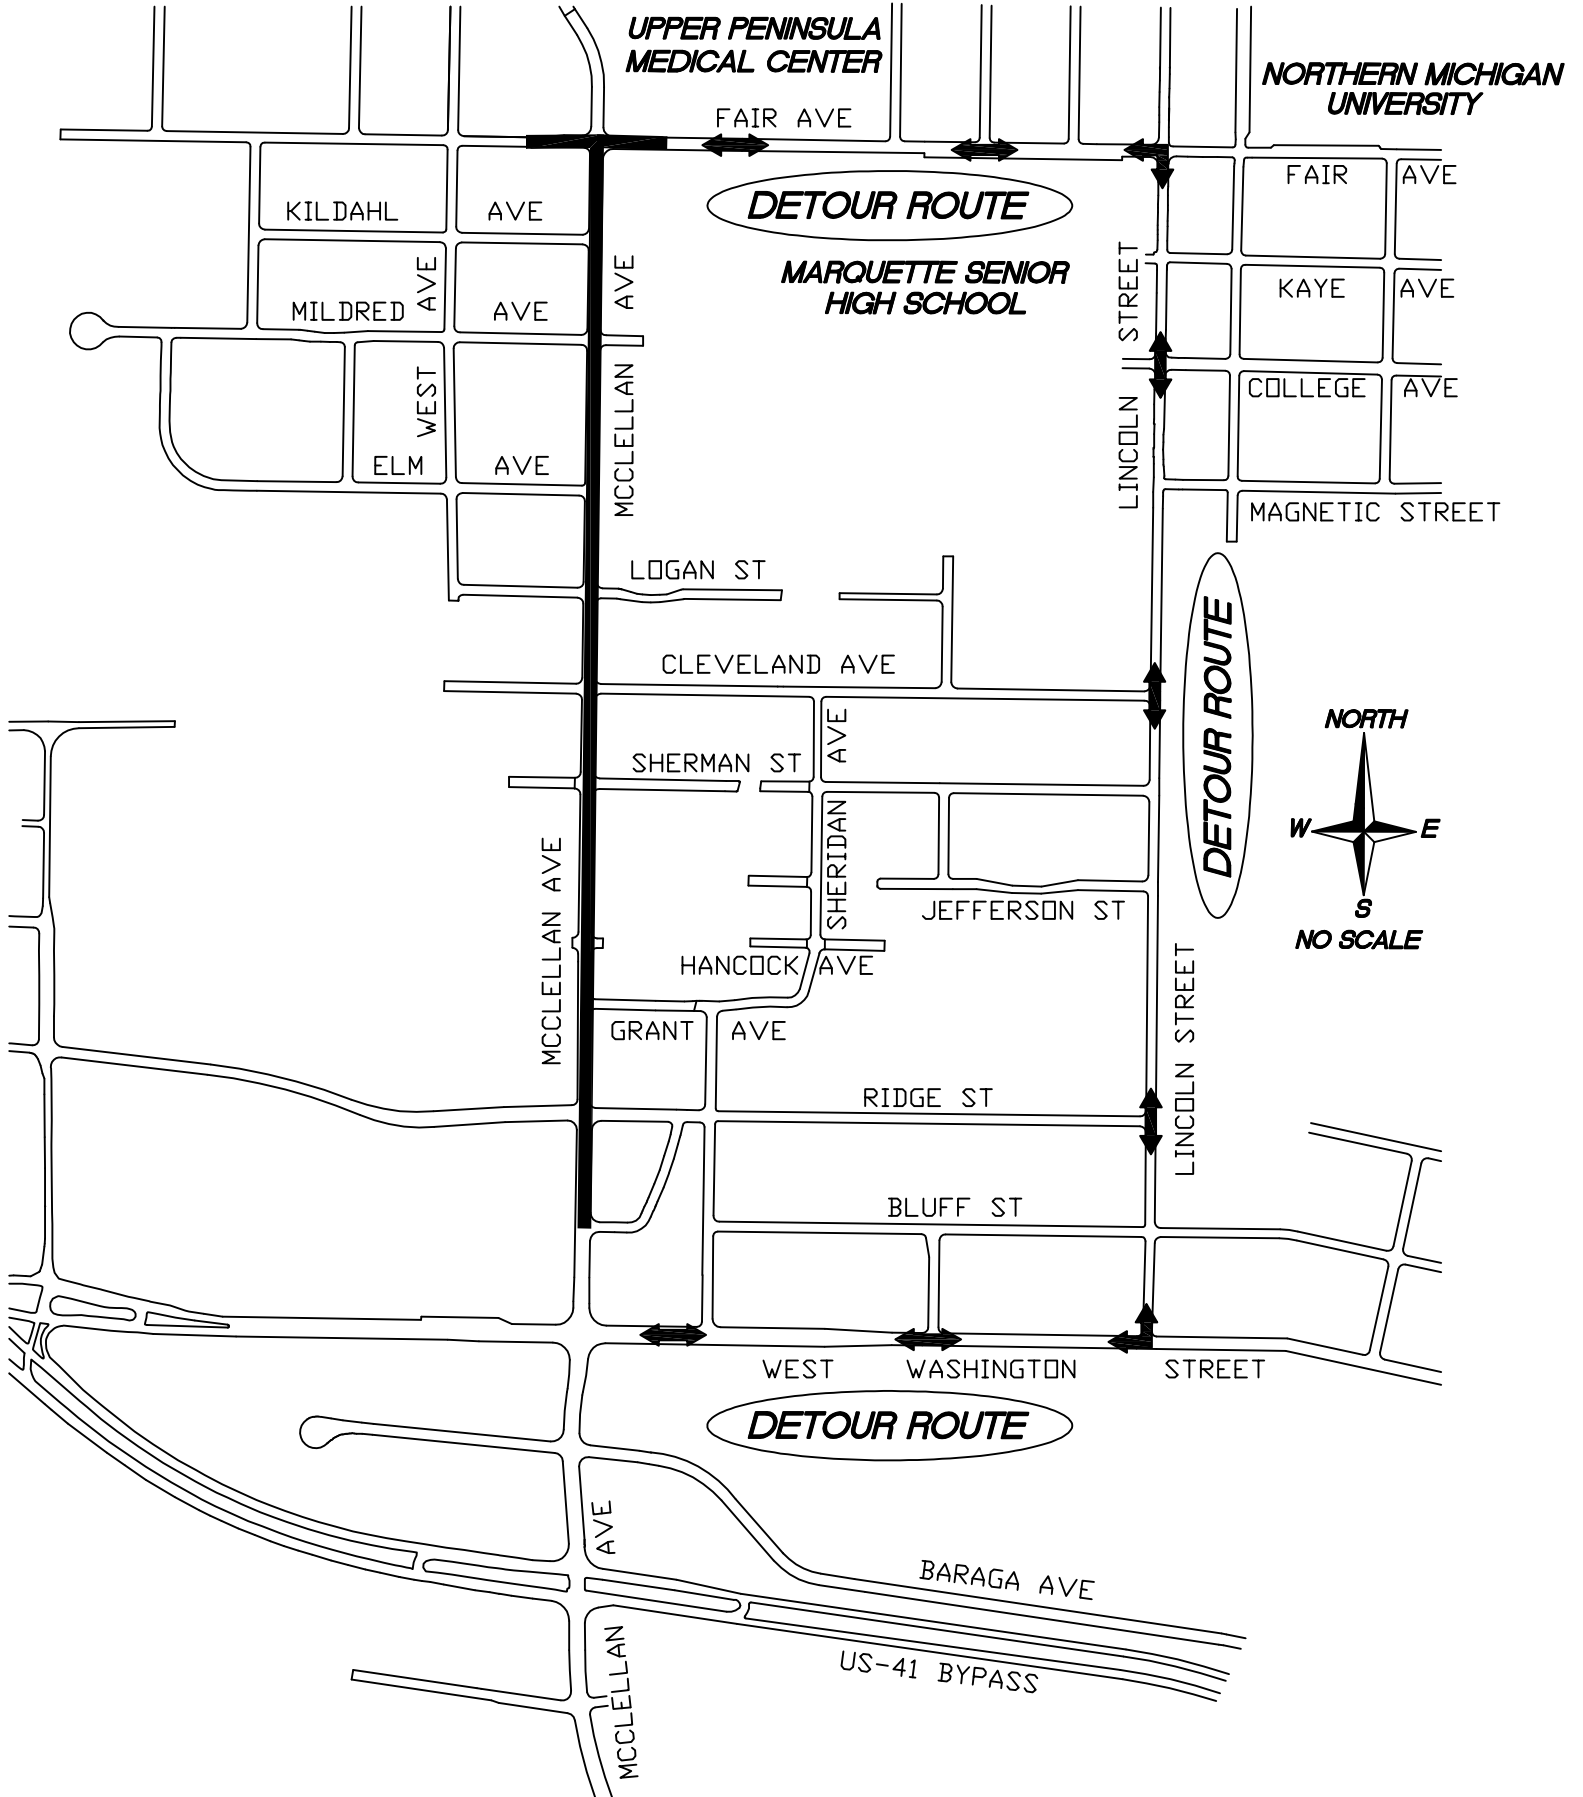 UPPER PENINSULA
MEDICAL CENTER
NORTHERN MICHIGAN
UNIVERSITY
FAIR AVE
FAIR AVE
DETOUR ROUTE
KILDAHL AVE
MARQUETTE SENIOR
HIGH SCHOOL
KAYE AVE
MILDRED AVE
WEST AVE
MCCLELLAN AVE
LINCOLN STREET
COLLEGE AVE
ELM AVE
MAGNETIC STREET
LOGAN ST
CLEVELAND AVE
DETOUR ROUTE
NORTH
W E
S
NO SCALE
SHERMAN ST
SHERIDAN AVE
MCCLELLAN AVE
JEFFERSON ST
HANCOCK AVE
GRANT AVE
LINCOLN STREET
RIDGE ST
BLUFF ST
WEST WASHINGTON STREET
DETOUR ROUTE
MCCLELLAN AVE
BARAGA AVE
US-41 BYPASS